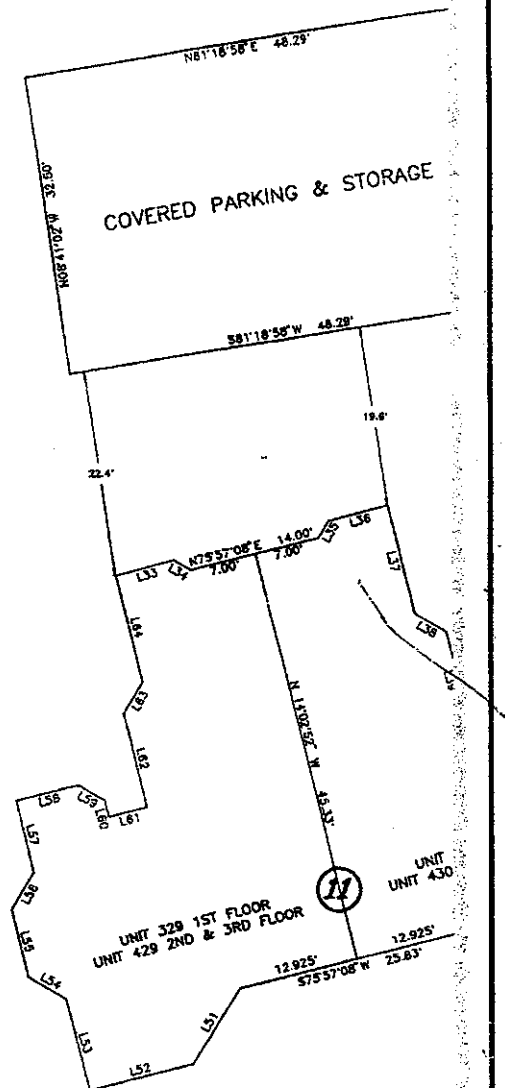 N81°18'58"E 48.29'
N08°41'02"W 32.50'
COVERED PARKING & STORAGE
S81°18'58"W 48.29'
19.6'
22.4'
N75°57'08"E 14.00'
7.00' 7.00'
L33
L34
L35
L36
L37
L38
L64
L63
L62
N 14°02'52" W 45.33'
L58
L59
L60
L61
L57
L56
L55
L54
L53
L52
L51
11
UNIT
UNIT 430
UNIT 329 1ST FLOOR
UNIT 429 2ND & 3RD FLOOR
12.925' 12.925'
S75°57'08"W 25.83'